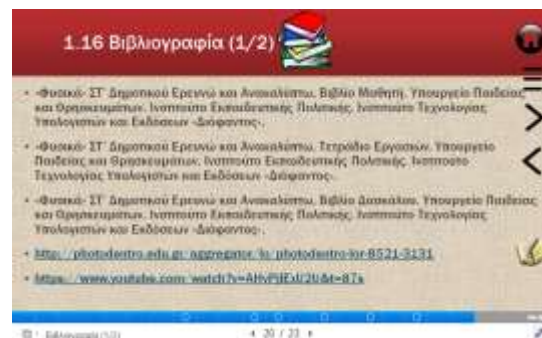 1.16 Βιβλιογραφία (1/2)
• «Φυσικά» ΣΤ΄ Δημοτικού Ερευνώ και Ανακαλύπτω. Βιβλίο Μαθητή. Υπουργείο Παιδείας
και Θρησκευμάτων. Ινστιτούτο Εκπαιδευτικής Πολιτικής. Ινστιτούτο Τεχνολογίας
Υπολογιστών και Εκδόσεων «Διόφαντος».
• «Φυσικά» ΣΤ΄ Δημοτικού Ερευνώ και Ανακαλύπτω. Τετράδιο Εργασιών. Υπουργείο
Παιδείας και Θρησκευμάτων. Ινστιτούτο Εκπαιδευτικής Πολιτικής. Ινστιτούτο
Τεχνολογίας Υπολογιστών και Εκδόσεων «Διόφαντος».
• «Φυσικά» ΣΤ΄ Δημοτικού Ερευνώ και Ανακαλύπτω. Βιβλίο Δασκάλου. Υπουργείο Παιδείας
και Θρησκευμάτων. Ινστιτούτο Εκπαιδευτικής Πολιτικής. Ινστιτούτο Τεχνολογίας
Υπολογιστών και Εκδόσεων «Διόφαντος».
• http://photodentro.edu.gr/aggregator/lo/photodentro-lor-8521-3131
Βιβλιογραφία (1/2)
20 / 23